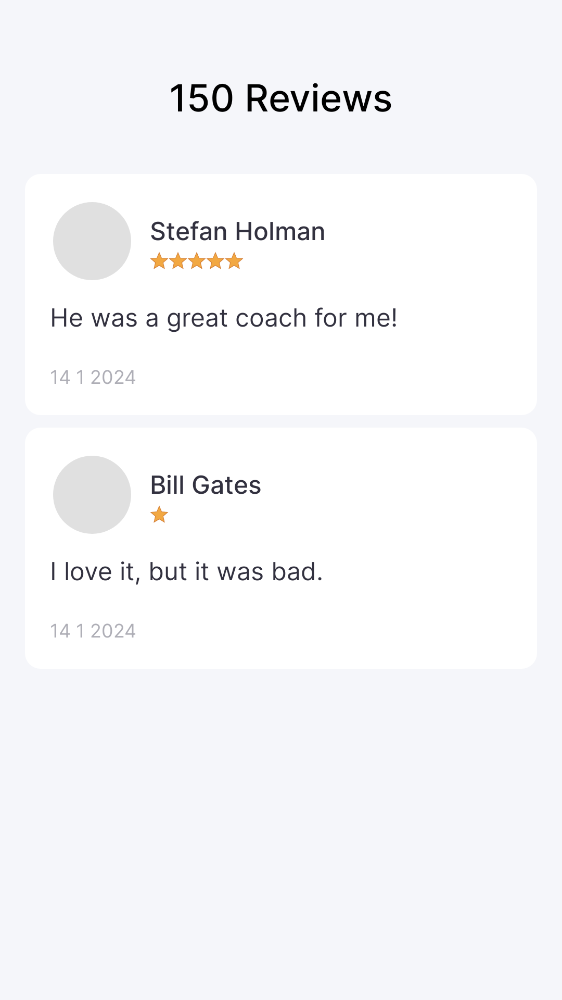 150 Reviews
Stefan Holman
He was a great coach for me!
14 1 2024
Bill Gates
I love it, but it was bad.
14 1 2024